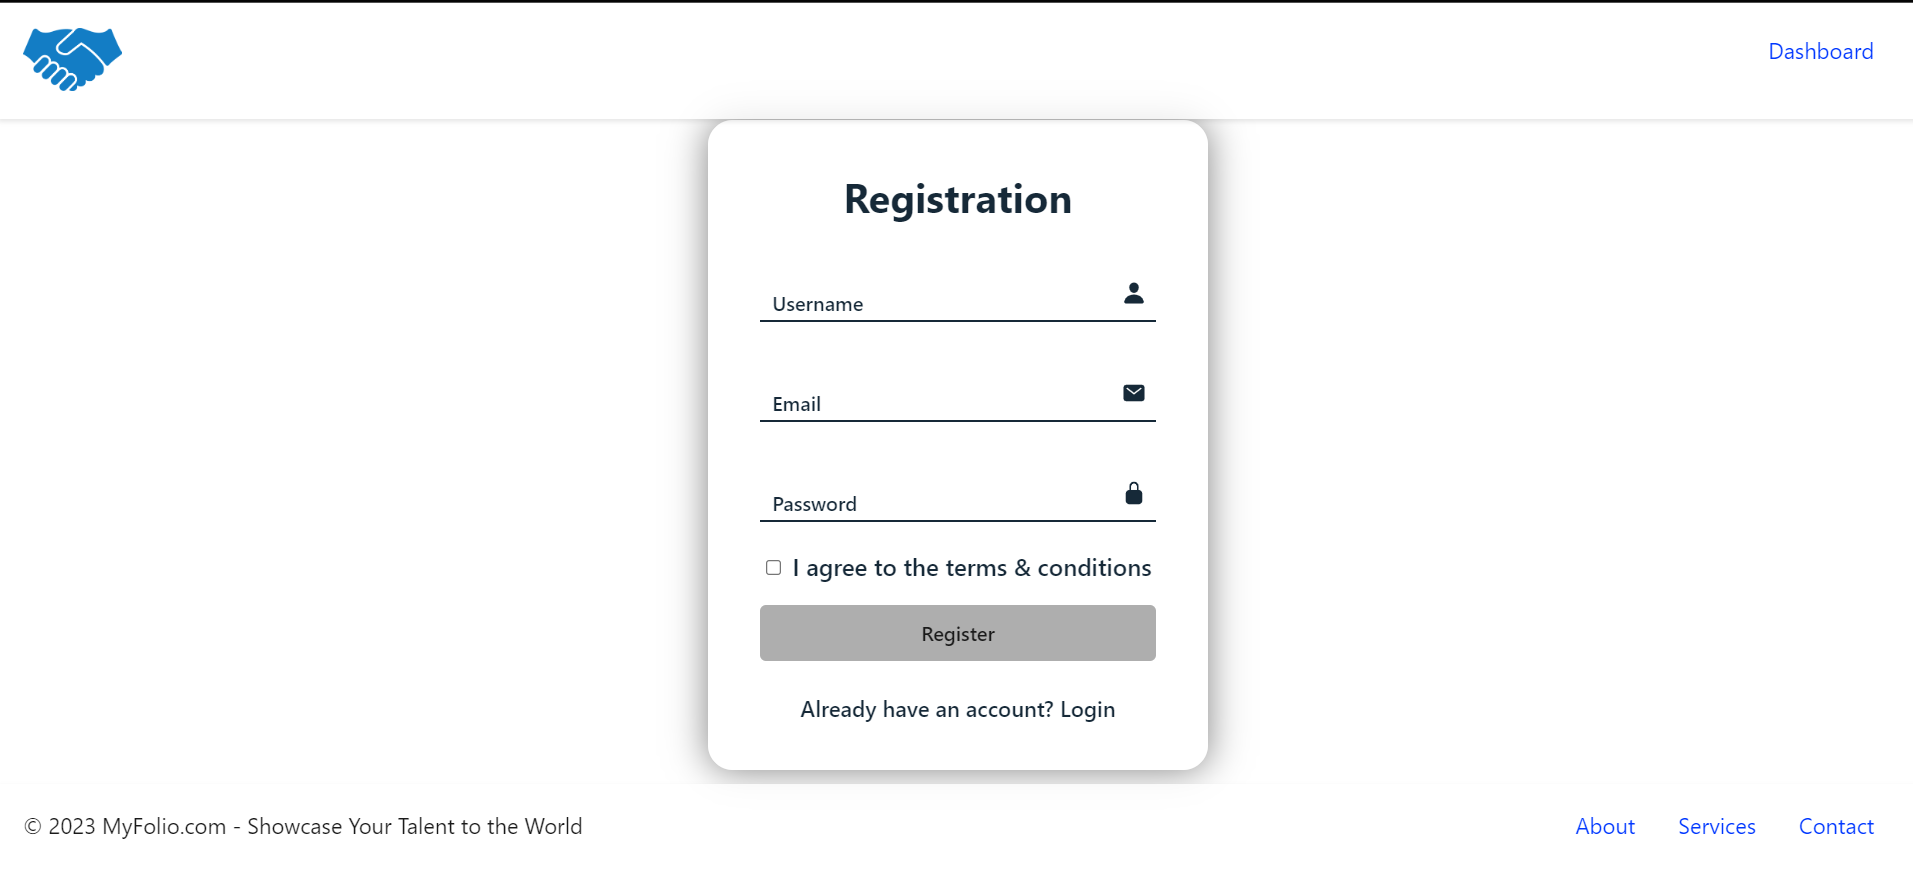 Dashboard
Registration
Username
Email
Password
I agree to the terms & conditions
Register
Already have an account? Login
© 2023 MyFolio.com - Showcase Your Talent to the World
About Services Contact